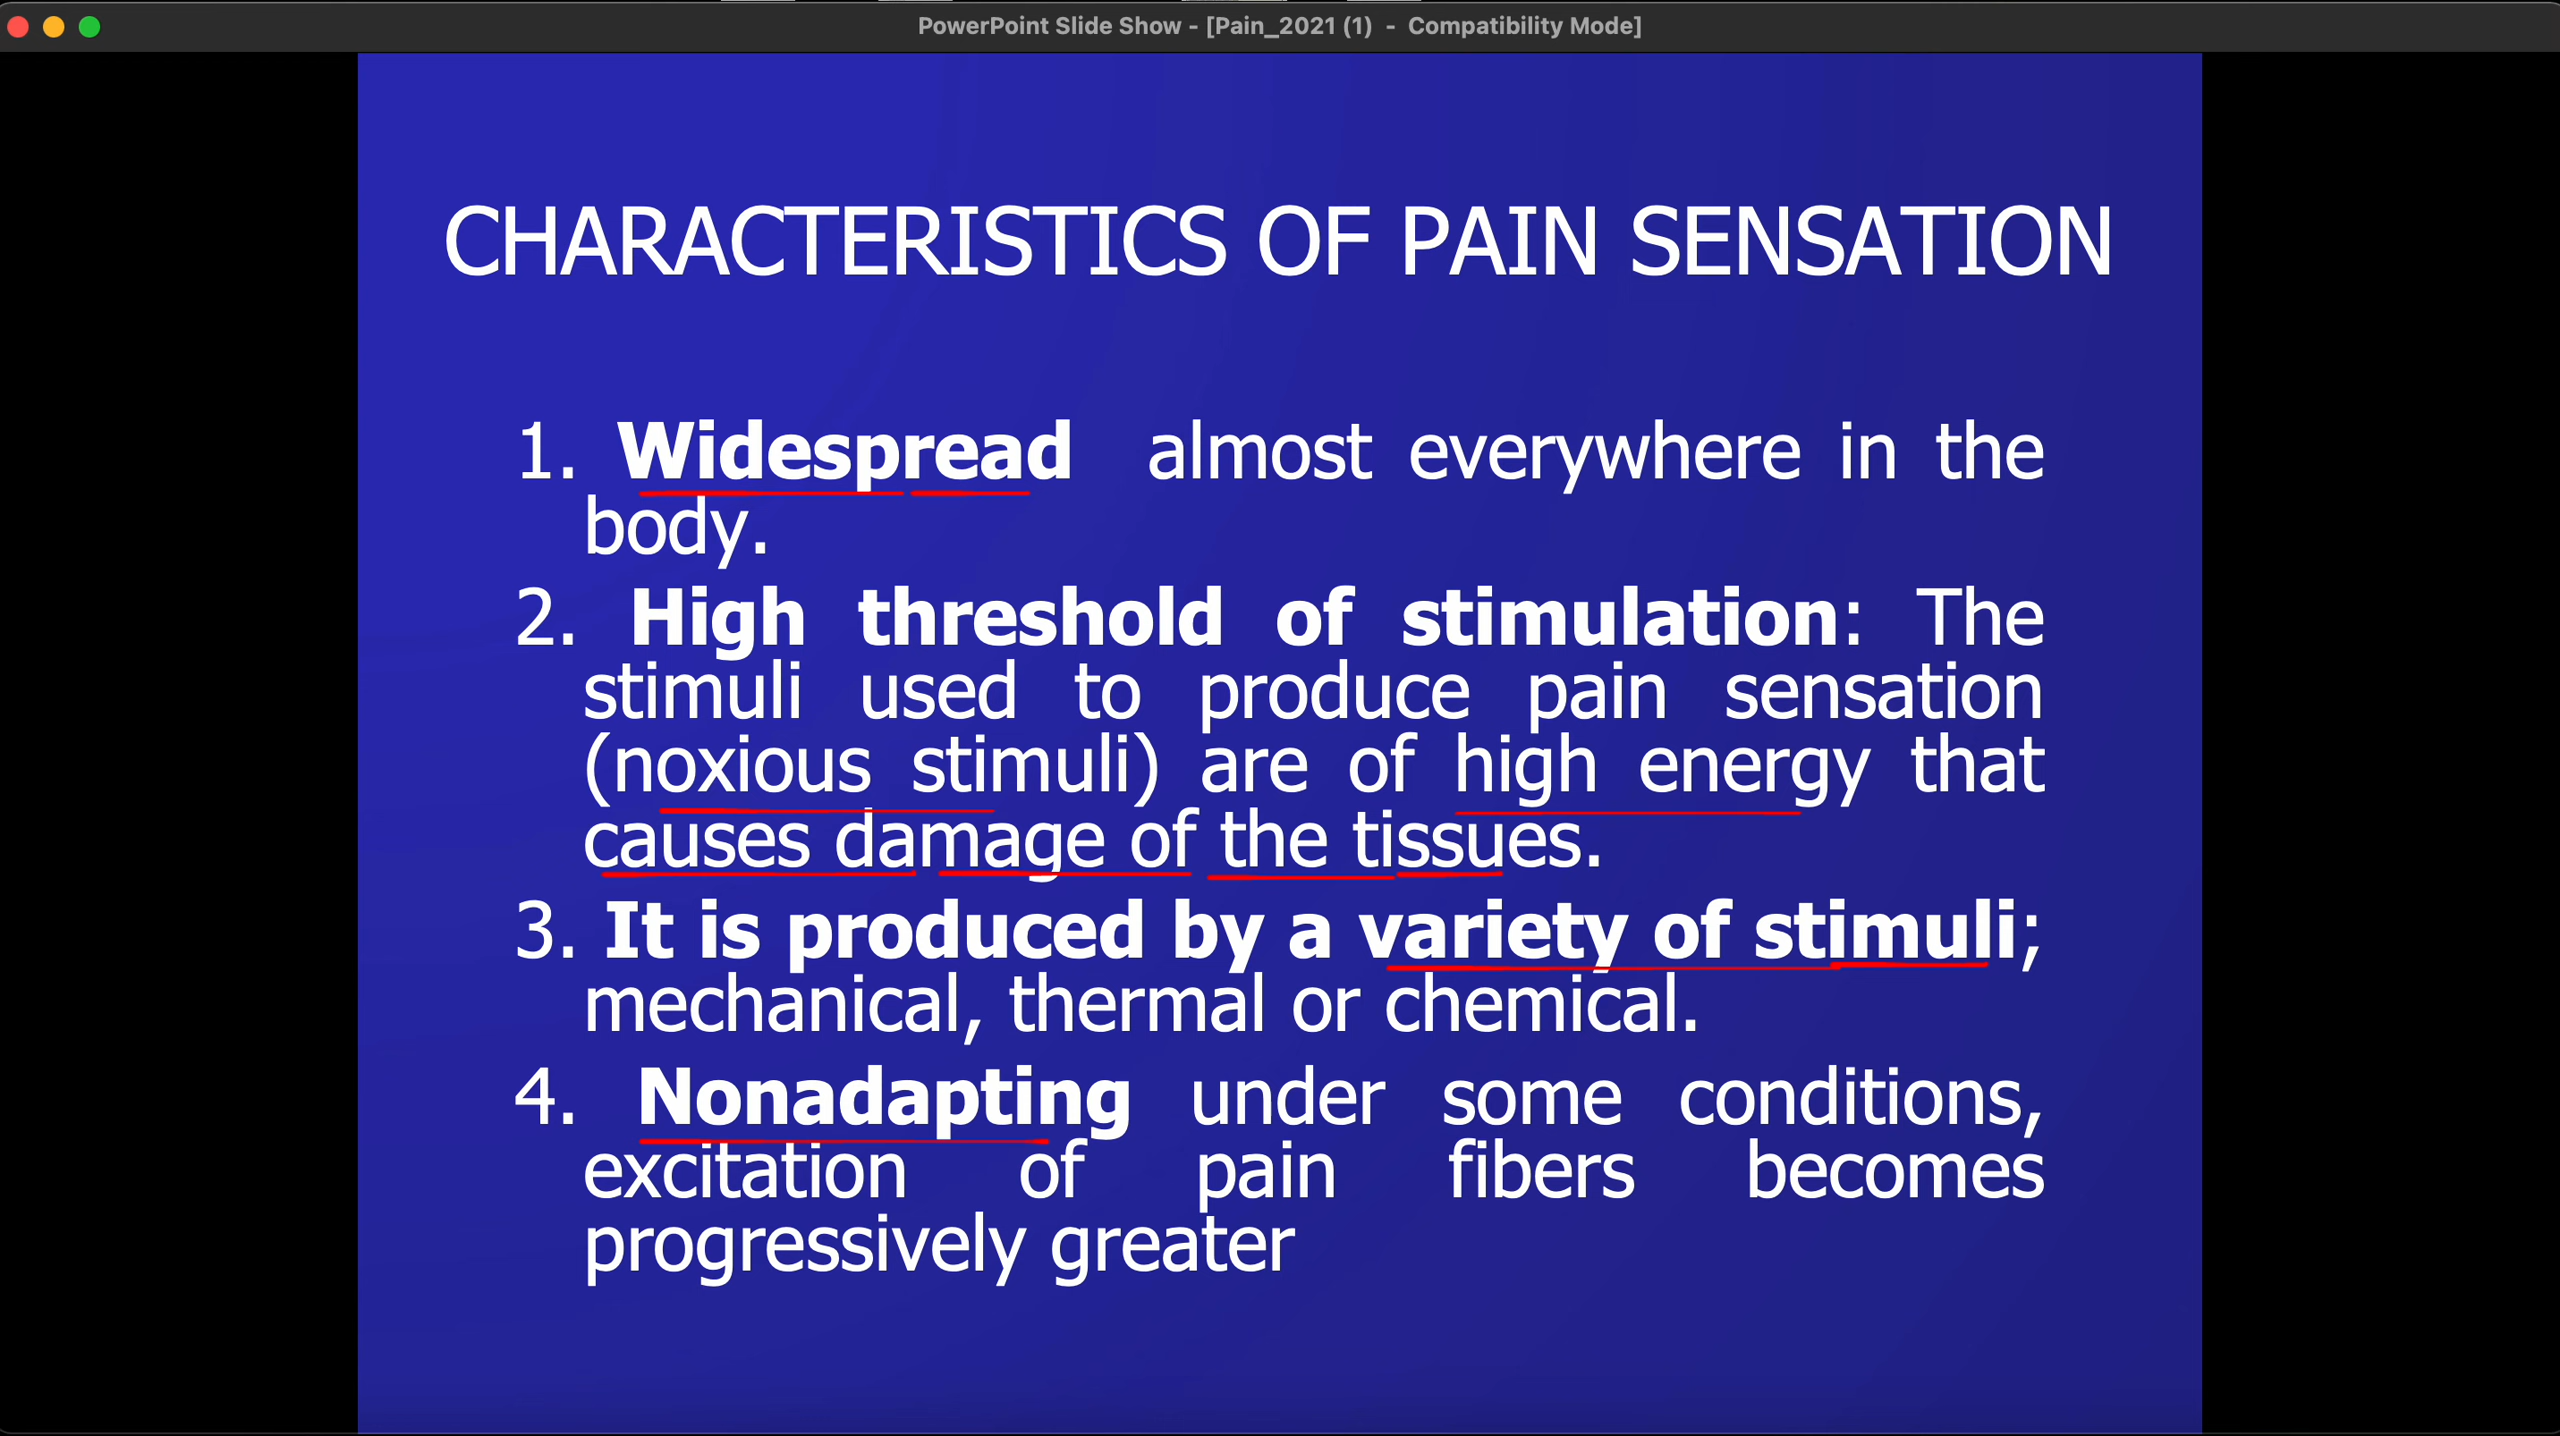 PowerPoint Slide Show - [Pain_2021 (1) - Compatibility Mode]
CHARACTERISTICS OF PAIN SENSATION
1. Widespread almost everywhere in the
body.
2. High threshold of stimulation: The
stimuli used to produce pain sensation
(noxious stimuli) are of high energy that
causes damage of the tissues.
3. It is produced by a variety of stimuli;
mechanical, thermal or chemical.
4. Nonadapting under some conditions,
excitation of pain fibers becomes
progressively greater